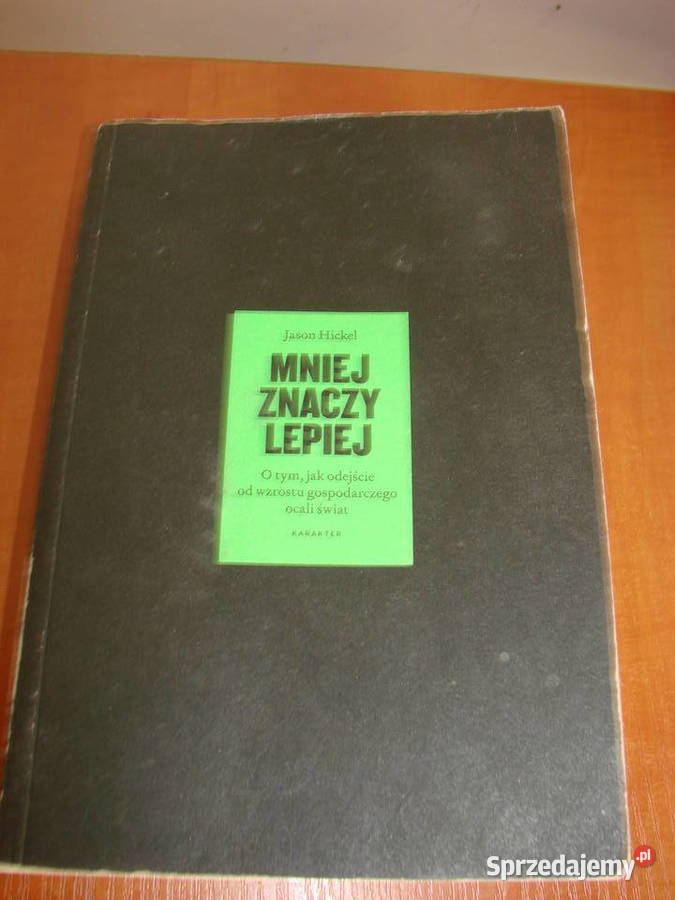 Jason Hickel
MNIEJ
ZNACZY
LEPIEJ
O tym, jak odejście
od wzrostu gospodarczego
ocali świat
KARAKTER
Sprzedajemy.pl